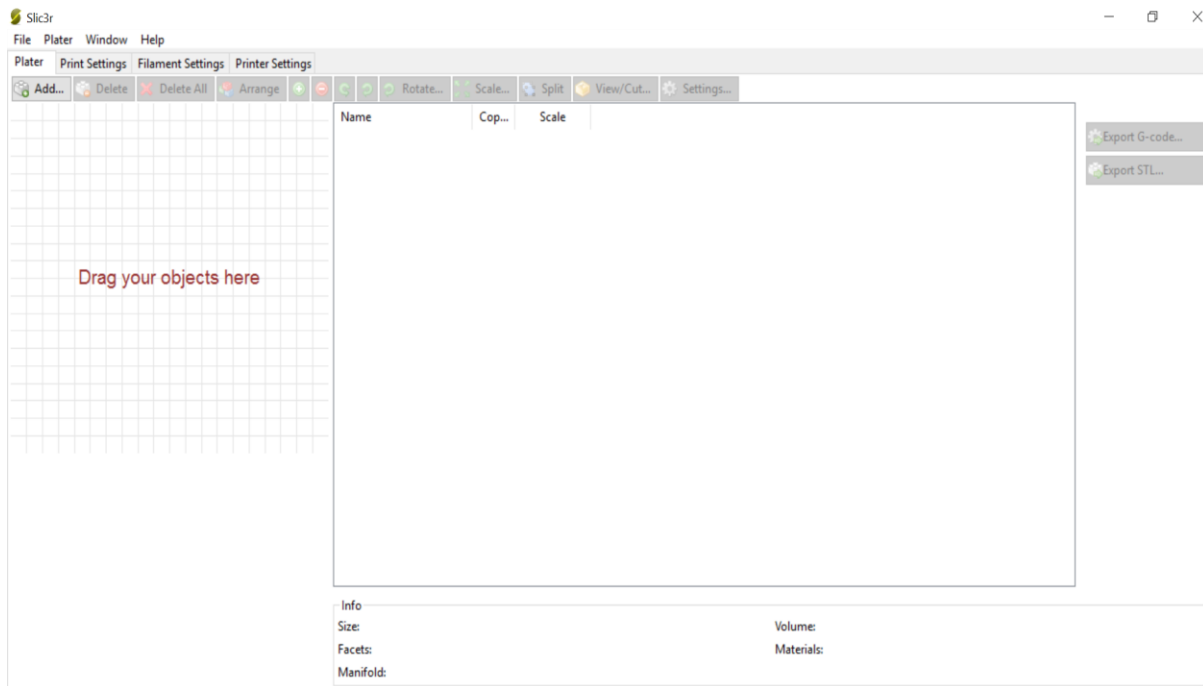 Slic3r
File Plater Window Help
Plater Print Settings Filament Settings Printer Settings
Add... Delete Delete All Arrange Rotate... Scale... Split View/Cut... Settings...
Name Cop... Scale
Export G-code...
Export STL...
Drag your objects here
Info
Size: Volume:
Facets: Materials:
Manifold: